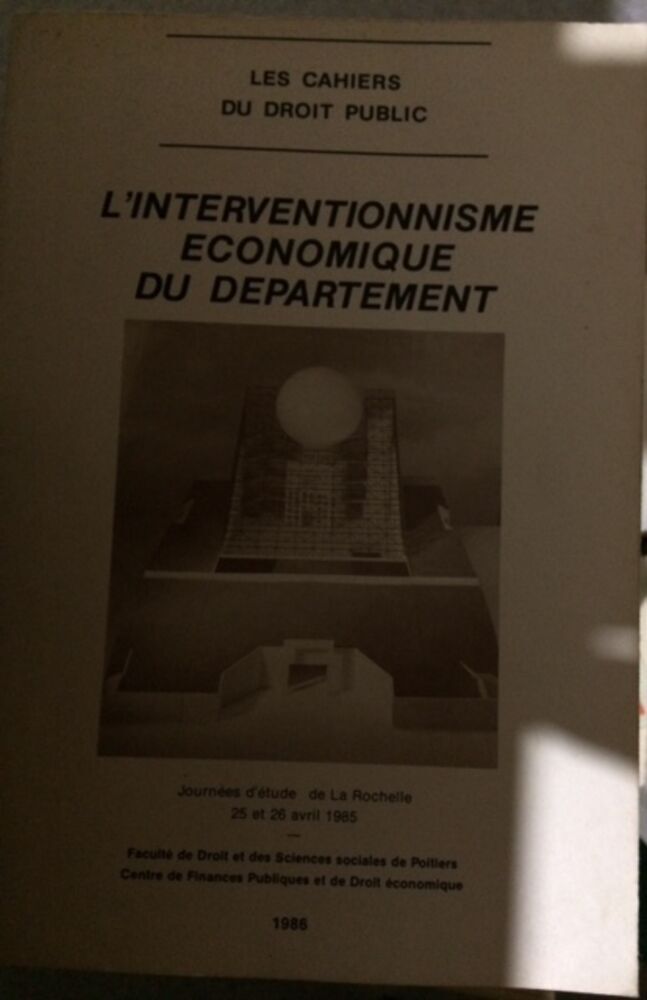 LES CAHIERS
DU DROIT PUBLIC
L'INTERVENTIONNISME
ECONOMIQUE
DU DEPARTEMENT
Journées d'étude de La Rochelle
25 et 26 avril 1985
—
Faculté de Droit et des Sciences sociales de Poitiers
Centre de Finances Publiques et de Droit économique
1986